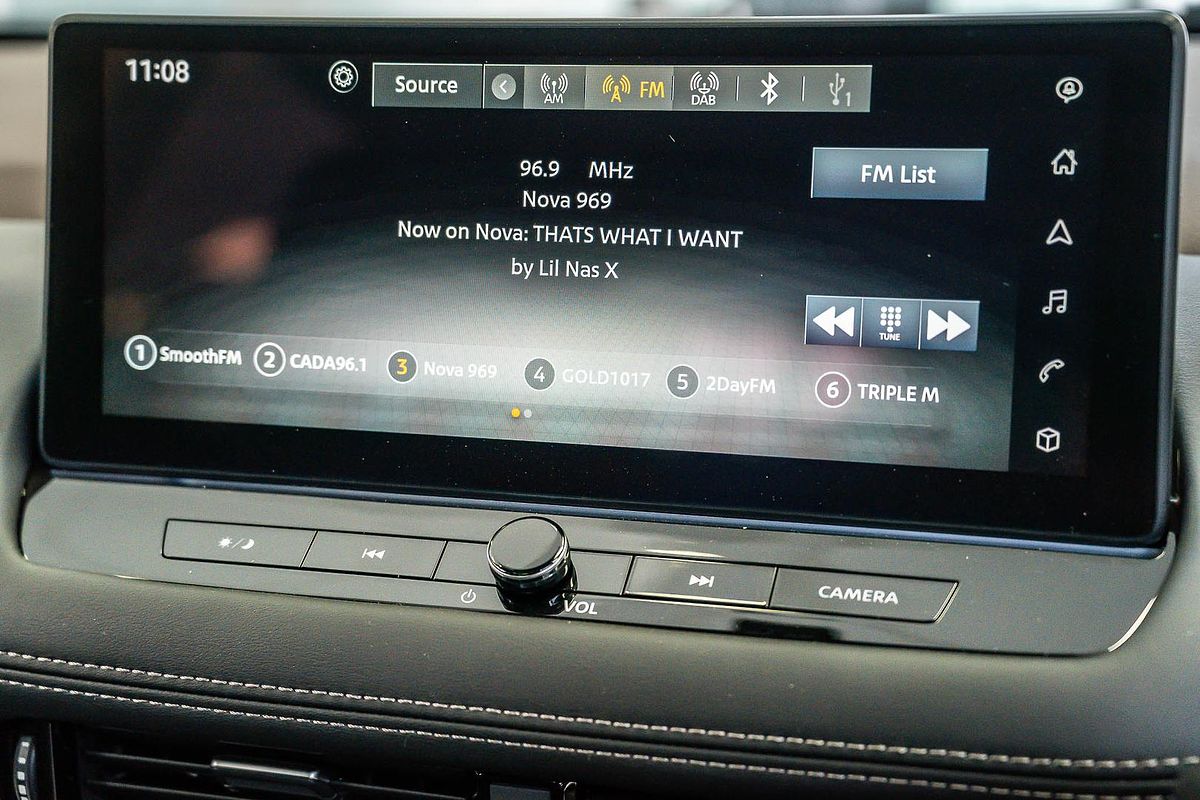 11:08
Source
AM
A FM
DAB
1
96.9 MHz
FM List
Nova 969
Now on Nova: THATS WHAT I WANT
by Lil Nas X
TUNE
1 SmoothFM 2 CADA96.1 3 Nova 969 4 GOLD1017 5 2DayFM 6 TRIPLE M
VOL
CAMERA